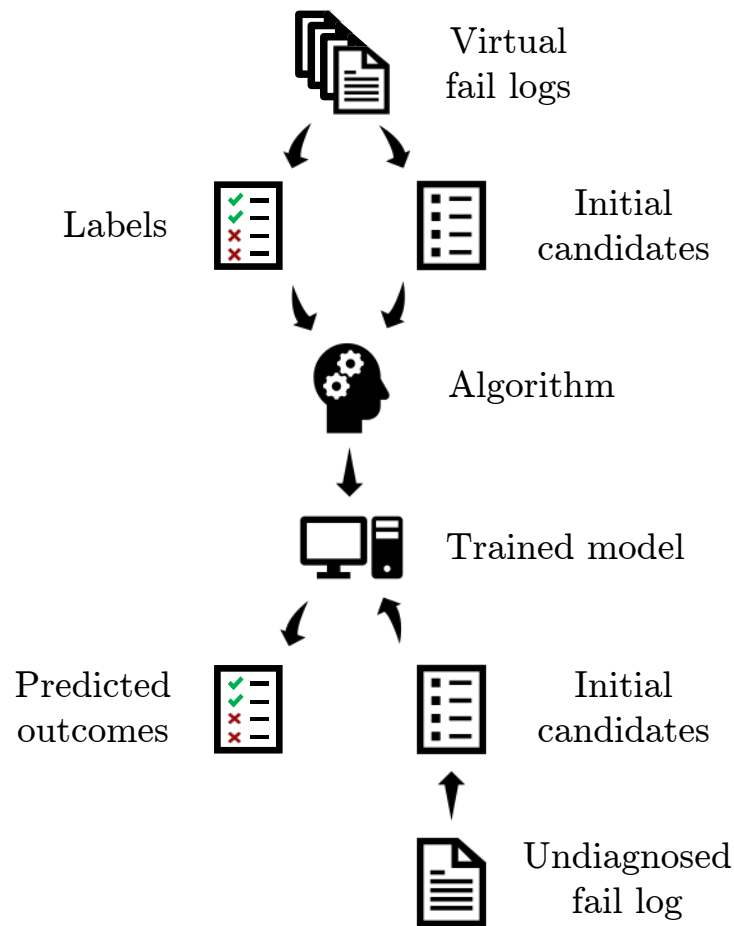 Virtual
fail logs
Labels
Initial
candidates
Algorithm
Trained model
Predicted
outcomes
Initial
candidates
Undiagnosed
fail log